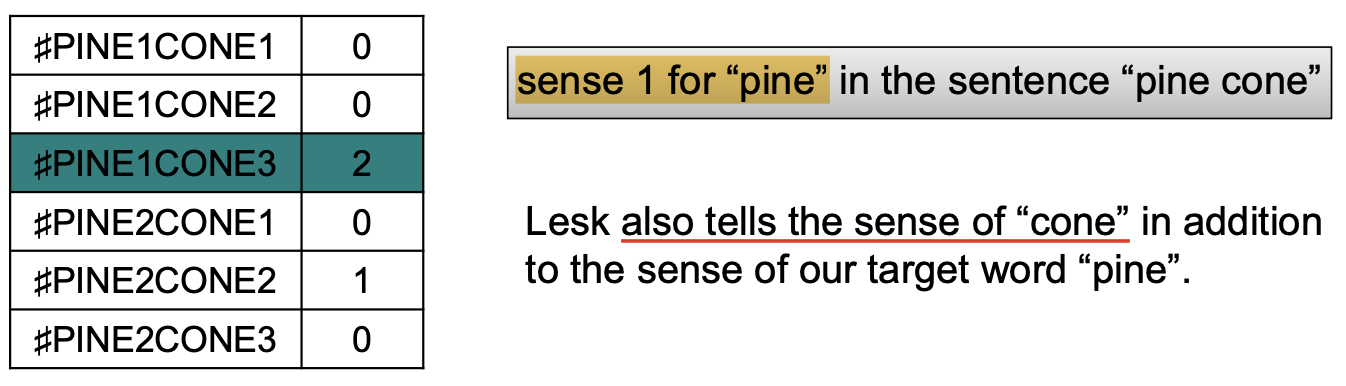 ♯PINE1CONE1 0
♯PINE1CONE2 0
♯PINE1CONE3 2
♯PINE2CONE1 0
♯PINE2CONE2 1
♯PINE2CONE3 0
sense 1 for “pine” in the sentence “pine cone”
Lesk also tells the sense of “cone” in addition
to the sense of our target word “pine”.